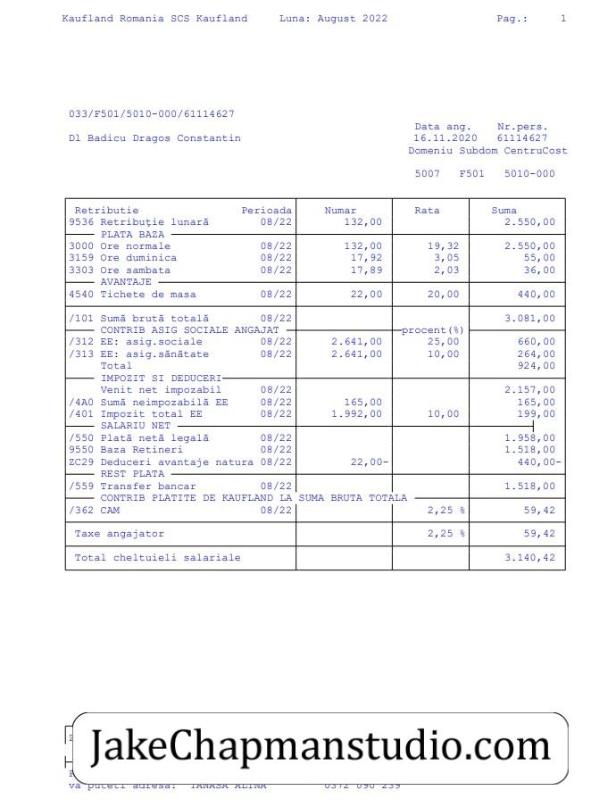 Kaufland Romania SCS Kaufland Luna: August 2022 Pag.: 1
033/F501/5010-000/61114627
Data ang. Nr.pers.
Dl Badicu Dragos Constantin 16.11.2020 61114627
Domeniu Subdom CentruCost
5007 F501 5010-000
Retributie Perioada Numar Rata Suma
9536 Retribuție lunară 08/22 132,00 2.550,00
PLATA BAZA
3000 Ore normale 08/22 132,00 19,32 2.550,00
3159 Ore duminica 08/22 17,92 3,05 55,00
3303 Ore sambata 08/22 17,89 2,03 36,00
AVANTAJE
4540 Tichete de masa 08/22 22,00 20,00 440,00
/101 Sumă brută totală 08/22 3.081,00
CONTRIB ASIG SOCIALE ANGAJAT procent(%)
/312 EE: asig.sociale 08/22 2.641,00 25,00 660,00
/313 EE: asig.sănătate 08/22 2.641,00 10,00 264,00
Total 924,00
IMPOZIT SI DEDUCERI
Venit net impozabil 08/22 2.157,00
/4A0 Sumă neimpozabilă EE 08/22 165,00 165,00
/401 Impozit total EE 08/22 1.992,00 10,00 199,00
SALARIU NET
/550 Plată netă legală 08/22 1.958,00
9550 Baza Retineri 08/22 1.518,00
ZC29 Deduceri avantaje natura 08/22 22,00- 440,00-
REST PLATA
/559 Transfer bancar 08/22 1.518,00
CONTRIB PLATITE DE KAUFLAND LA SUMA BRUTA TOTALA
/362 CAM 08/22 2,25 % 59,42
Taxe angajator 2,25 % 59,42
Total cheltuieli salariale 3.140,42
JakeChapmanstudio.com
va puteti adresa: TANASA ALINA 0372 090 239